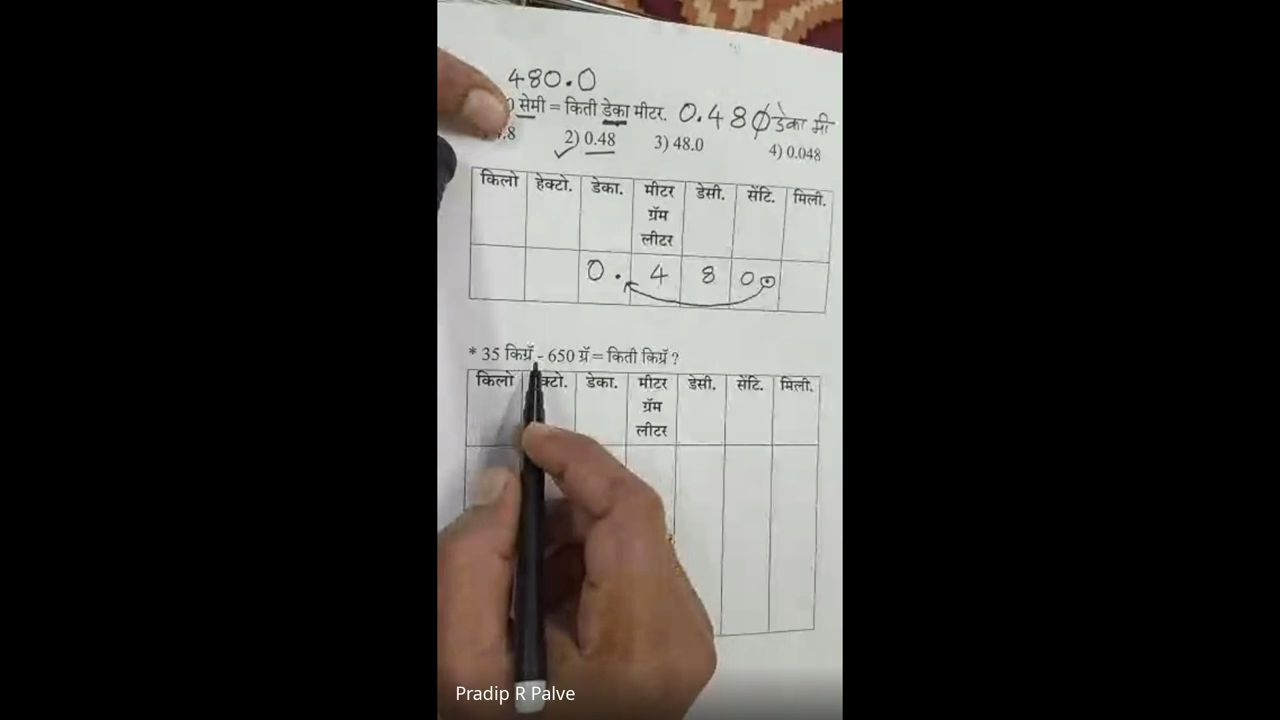 480.0
सेमी = किती डेका मीटर. 0.480 डेका मी
.8 2) 0.48 3) 48.0 4) 0.048
किलो हेक्टो. डेका. मीटर ग्रॅम लीटर डेसी. सेंटि. मिली.
0. 4 8 0.
* 35 किग्रॅ - 650 ग्रॅ = किती किग्रॅ ?
किलो क्टो. डेका. मीटर ग्रॅम लीटर डेसी. सेंटि. मिली.
Pradip R Palve